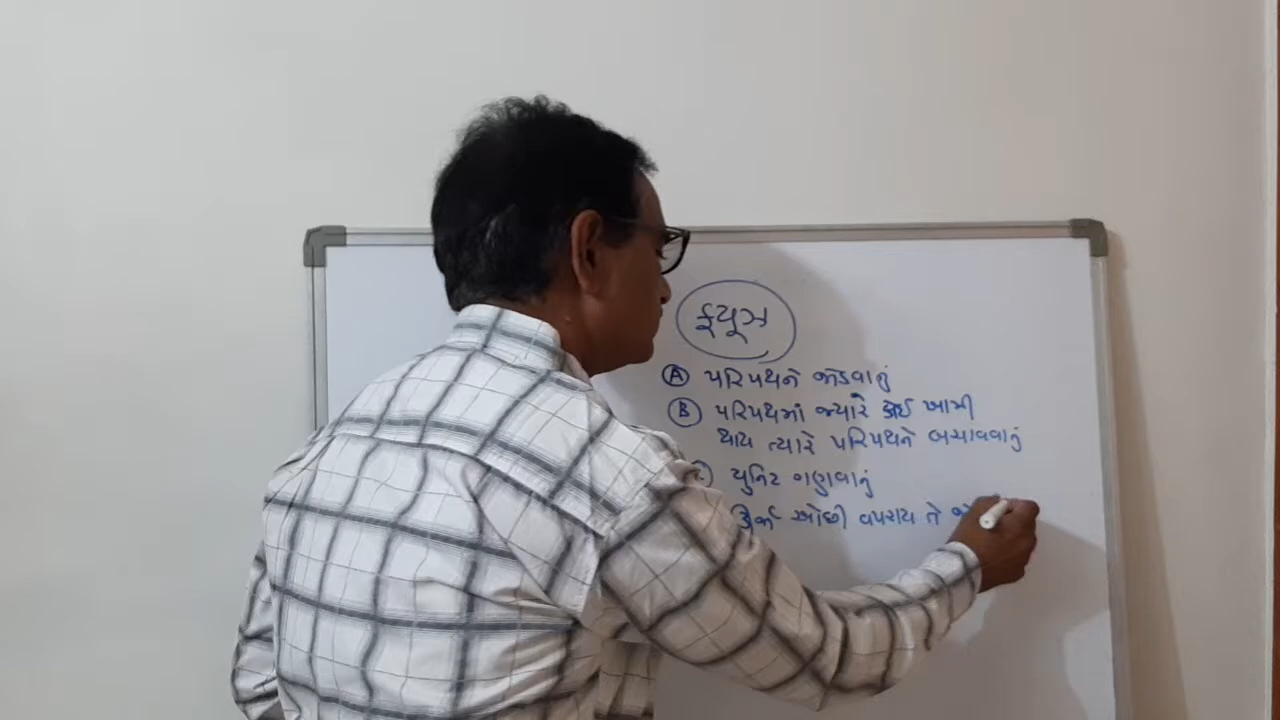 ફ્યૂઝ
Ⓐ પરિપથને જોડવાનું
Ⓑ પરિપથમાં જ્યારે કોઈ ખામી
થાય ત્યારે પરિપથને બચાવવાનું
યુનિટ ગણવાનું
ઊર્જા ઓછી વપરાય તે